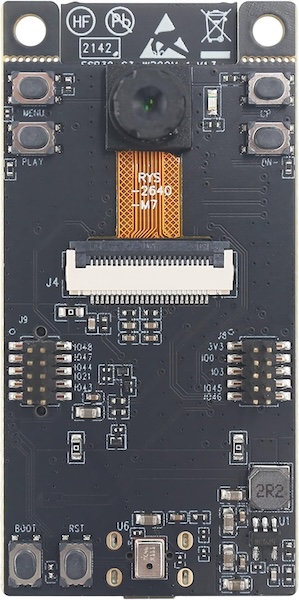 HF
Pb
2142
MENU
UP
PLAY
DN-
RYS
-2640
-M7
J4
J9
J8
IO48
3V3
IO47
IO0
IO44
IO3
IO21
IO43
IO45
IO46
2R2
BOOT
RST
U6
U1